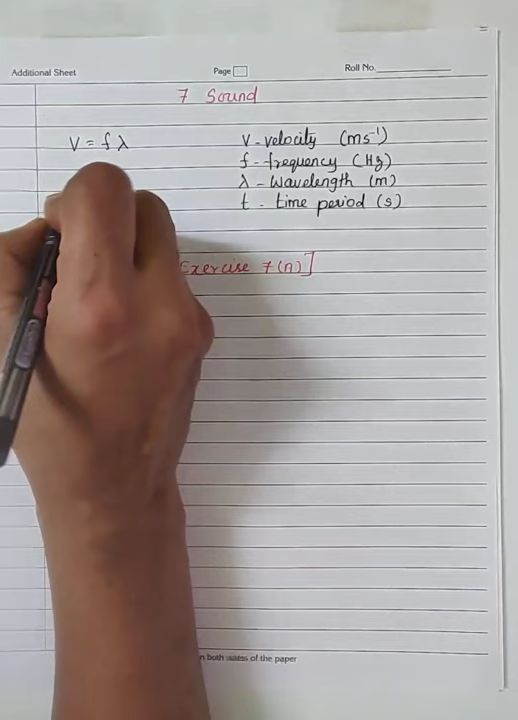 Additional Sheet Page Roll No.
7 Sound
V = f λ
V - velocity (ms⁻¹)
f - frequency (Hz)
λ - Wavelength (m)
t - time period (s)
Exercise 7(A)]
both of the paper